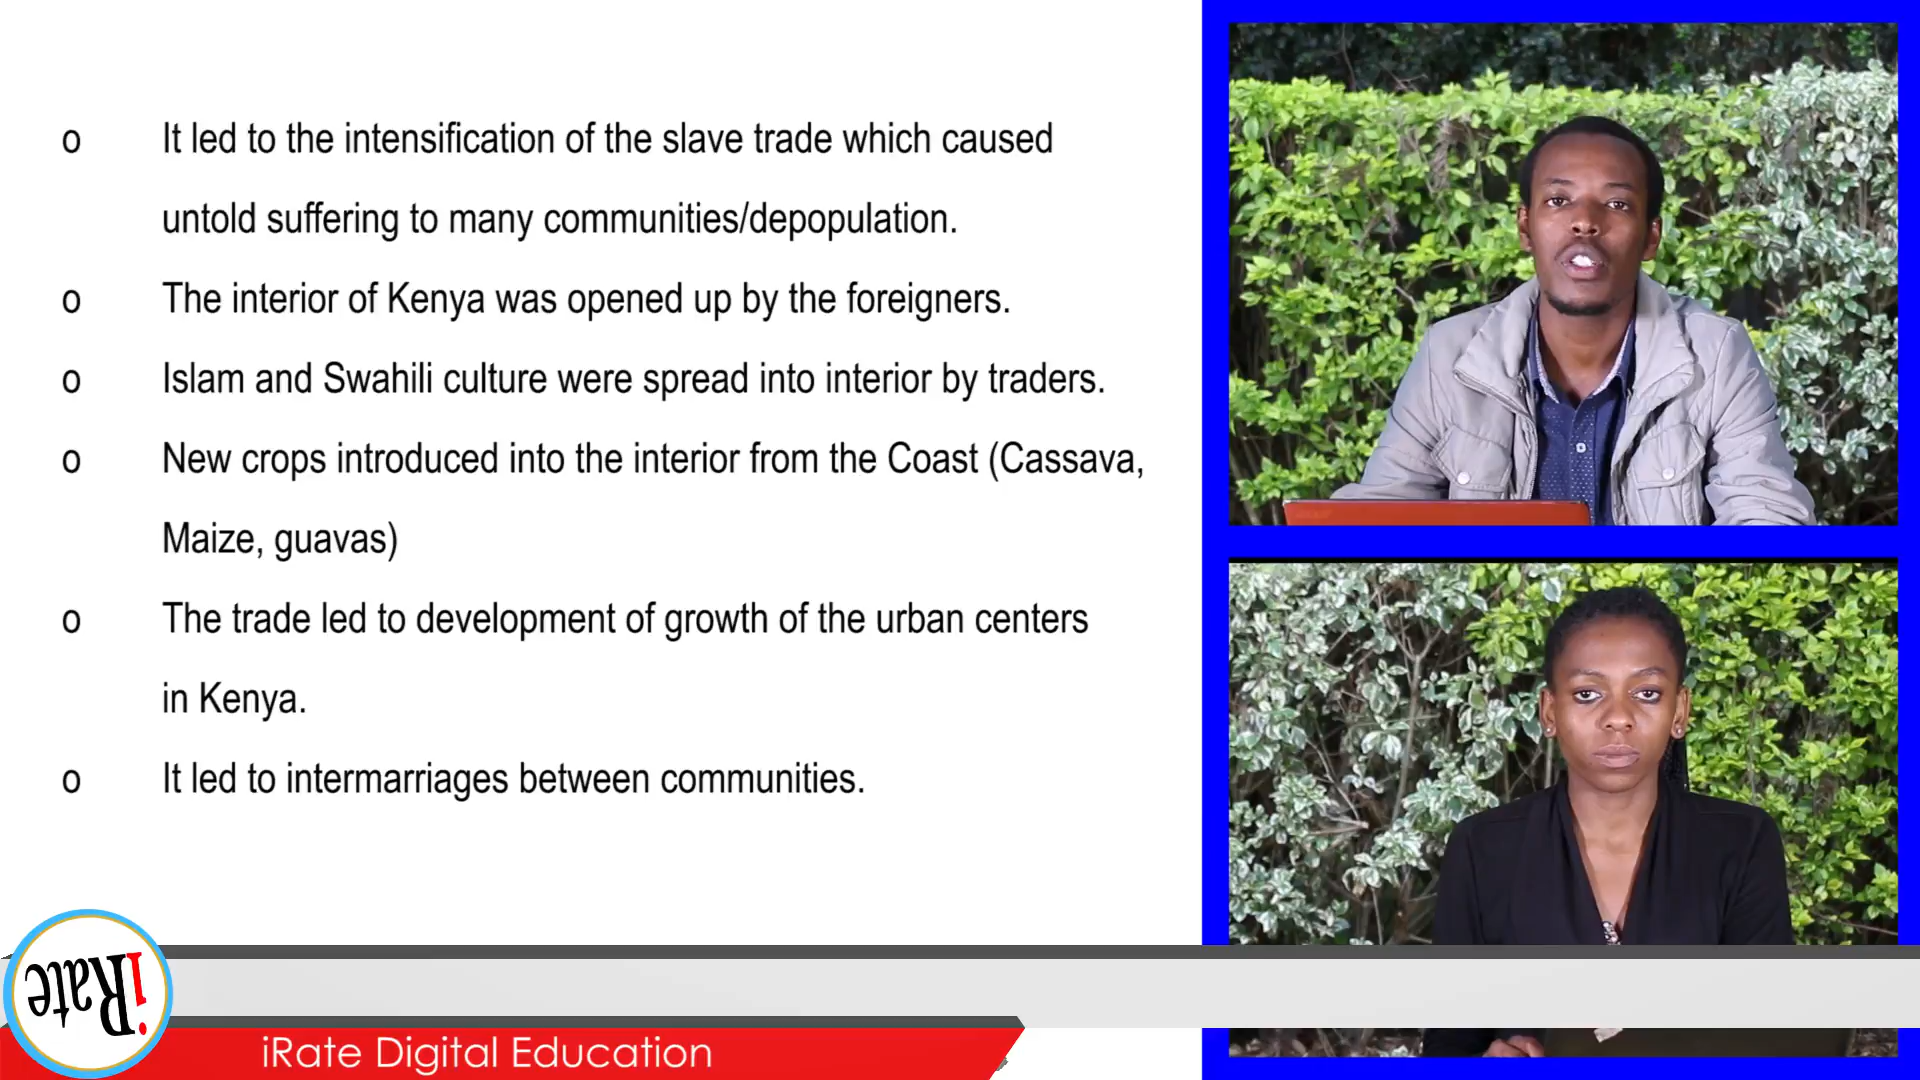 o It led to the intensification of the slave trade which caused
untold suffering to many communities/depopulation.
o The interior of Kenya was opened up by the foreigners.
o Islam and Swahili culture were spread into interior by traders.
o New crops introduced into the interior from the Coast (Cassava,
Maize, guavas)
o The trade led to development of growth of the urban centers
in Kenya.
o It led to intermarriages between communities.
iRate
iRate Digital Education